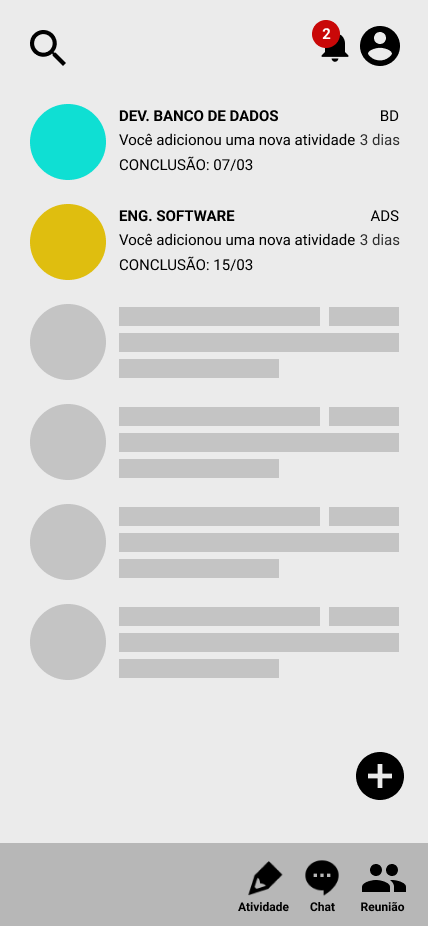 2
DEV. BANCO DE DADOS BD
Você adicionou uma nova atividade 3 dias
CONCLUSÃO: 07/03
ENG. SOFTWARE ADS
Você adicionou uma nova atividade 3 dias
CONCLUSÃO: 15/03
Atividade Chat Reunião